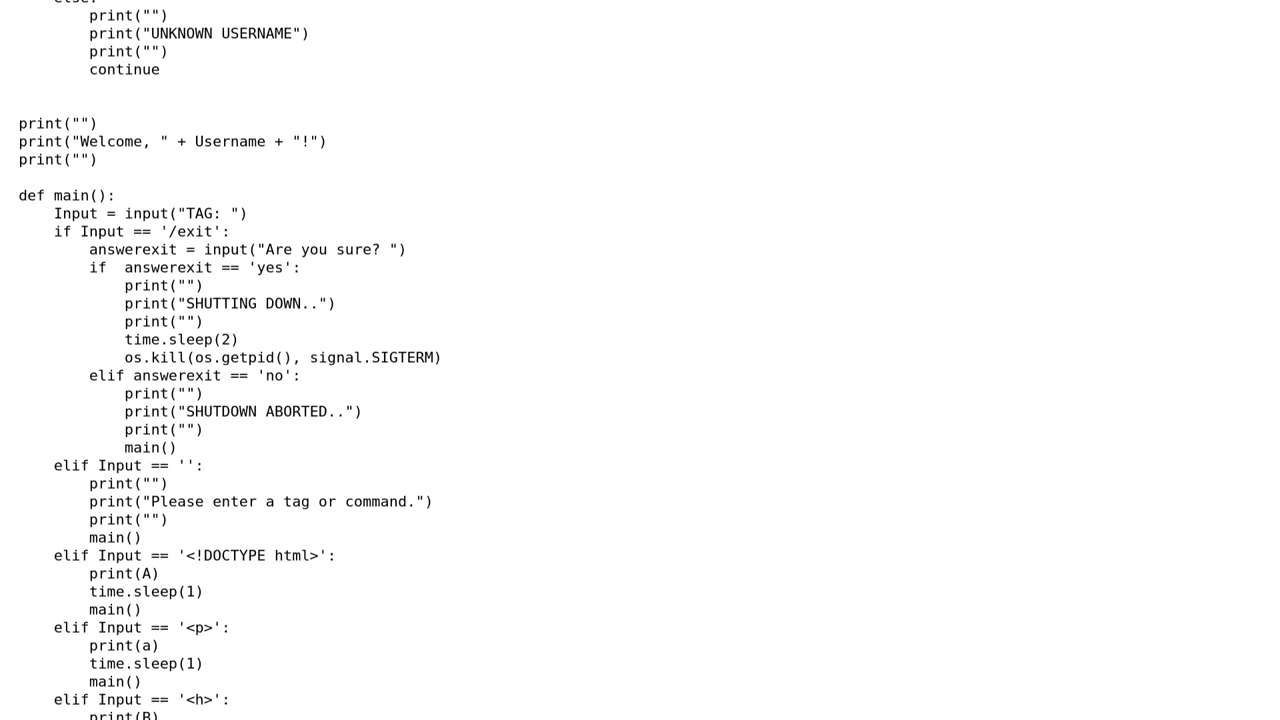 else:
        print("")
        print("UNKNOWN USERNAME")
        print("")
        continue
print("")
print("Welcome, " + Username + "!")
print("")
def main():
    Input = input("TAG: ")
    if Input == '/exit':
        answerexit = input("Are you sure? ")
        if  answerexit == 'yes':
            print("")
            print("SHUTTING DOWN..")
            print("")
            time.sleep(2)
            os.kill(os.getpid(), signal.SIGTERM)
        elif answerexit == 'no':
            print("")
            print("SHUTDOWN ABORTED..")
            print("")
            main()
    elif Input == '':
        print("")
        print("Please enter a tag or command.")
        print("")
        main()
    elif Input == '<!DOCTYPE html>':
        print(A)
        time.sleep(1)
        main()
    elif Input == '<p>':
        print(a)
        time.sleep(1)
        main()
    elif Input == '<h>':
        print(B)